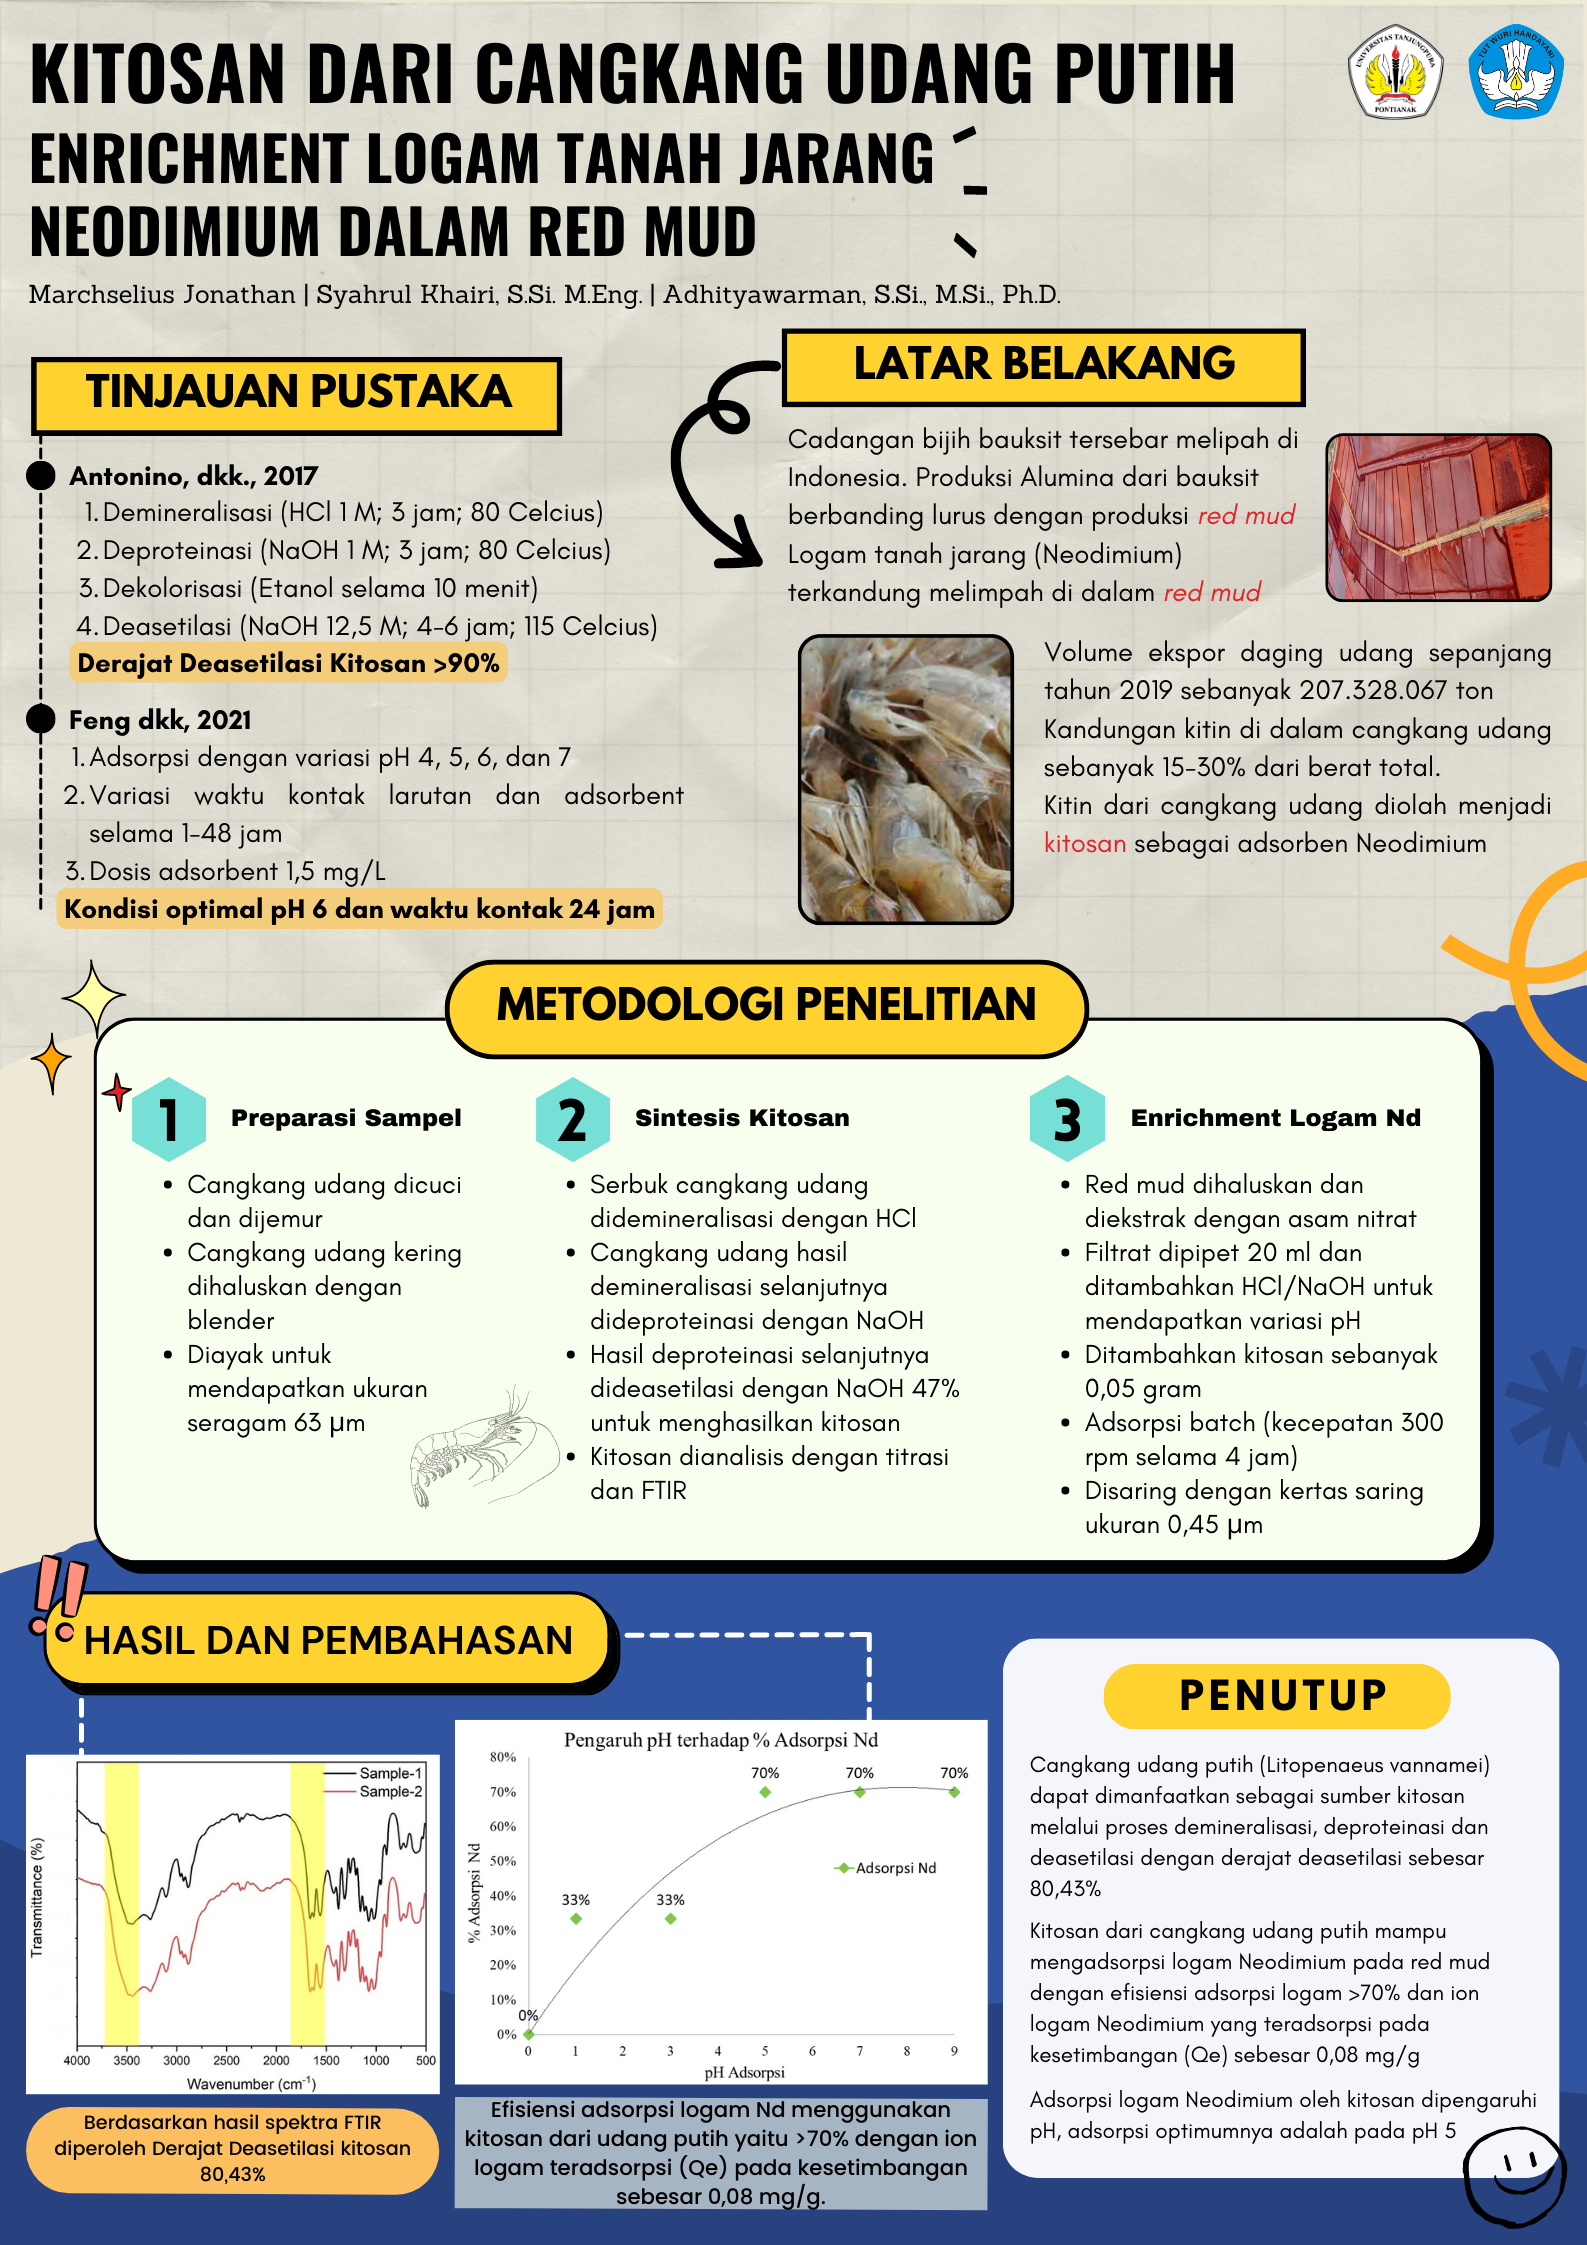 KITOSAN DARI CANGKANG UDANG PUTIH
ENRICHMENT LOGAM TANAH JARANG
NEODIMIUM DALAM RED MUD
Marchselius Jonathan | Syahrul Khairi, S.Si. M.Eng. | Adhityawarman, S.Si., M.Si., Ph.D.
UNIVERSITAS TANJUNGPURA
PONTIANAK
TUT WURI HANDAYANI
TINJAUAN PUSTAKA
Antonino, dkk., 2017
1. Demineralisasi (HCl 1 M; 3 jam; 80 Celcius)
2. Deproteinasi (NaOH 1 M; 3 jam; 80 Celcius)
3. Dekolorisasi (Etanol selama 10 menit)
4. Deasetilasi (NaOH 12,5 M; 4-6 jam; 115 Celcius)
Derajat Deasetilasi Kitosan >90%
Feng dkk, 2021
1. Adsorpsi dengan variasi pH 4, 5, 6, dan 7
2. Variasi waktu kontak larutan dan adsorbent
selama 1-48 jam
3. Dosis adsorbent 1,5 mg/L
Kondisi optimal pH 6 dan waktu kontak 24 jam
LATAR BELAKANG
Cadangan bijih bauksit tersebar melipah di
Indonesia. Produksi Alumina dari bauksit
berbanding lurus dengan produksi red mud
Logam tanah jarang (Neodimium)
terkandung melimpah di dalam red mud
Volume ekspor daging udang sepanjang
tahun 2019 sebanyak 207.328.067 ton
Kandungan kitin di dalam cangkang udang
sebanyak 15-30% dari berat total.
Kitin dari cangkang udang diolah menjadi
kitosan sebagai adsorben Neodimium
METODOLOGI PENELITIAN
1 Preparasi Sampel
• Cangkang udang dicuci
dan dijemur
• Cangkang udang kering
dihaluskan dengan
blender
• Diayak untuk
mendapatkan ukuran
seragam 63 μm
2 Sintesis Kitosan
• Serbuk cangkang udang
didemineralisasi dengan HCl
• Cangkang udang hasil
demineralisasi selanjutnya
dideproteinasi dengan NaOH
• Hasil deproteinasi selanjutnya
dideasetilasi dengan NaOH 47%
untuk menghasilkan kitosan
• Kitosan dianalisis dengan titrasi
dan FTIR
3 Enrichment Logam Nd
• Red mud dihaluskan dan
diekstrak dengan asam nitrat
• Filtrat dipipet 20 ml dan
ditambahkan HCl/NaOH untuk
mendapatkan variasi pH
• Ditambahkan kitosan sebanyak
0,05 gram
• Adsorpsi batch (kecepatan 300
rpm selama 4 jam)
• Disaring dengan kertas saring
ukuran 0,45 μm
!! HASIL DAN PEMBAHASAN
Sample-1
Sample-2
Transmittance (%)
4000 3500 3000 2500 2000 1500 1000 500
Wavenumber (cm-1)
Berdasarkan hasil spektra FTIR
diperoleh Derajat Deasetilasi kitosan
80,43%
Pengaruh pH terhadap % Adsorpsi Nd
80%
70%
60%
50%
40%
30%
20%
10%
0%
% Adsorpsi Nd
0% 33% 33% 70% 70% 70%
Adsorpsi Nd
0 1 2 3 4 5 6 7 8 9
pH Adsorpsi
Efisiensi adsorpsi logam Nd menggunakan
kitosan dari udang putih yaitu >70% dengan ion
logam teradsorpsi (Qe) pada kesetimbangan
sebesar 0,08 mg/g.
PENUTUP
Cangkang udang putih (Litopenaeus vannamei)
dapat dimanfaatkan sebagai sumber kitosan
melalui proses demineralisasi, deproteinasi dan
deasetilasi dengan derajat deasetilasi sebesar
80,43%
Kitosan dari cangkang udang putih mampu
mengadsorpsi logam Neodimium pada red mud
dengan efisiensi adsorpsi logam >70% dan ion
logam Neodimium yang teradsorpsi pada
kesetimbangan (Qe) sebesar 0,08 mg/g
Adsorpsi logam Neodimium oleh kitosan dipengaruhi
pH, adsorpsi optimumnya adalah pada pH 5